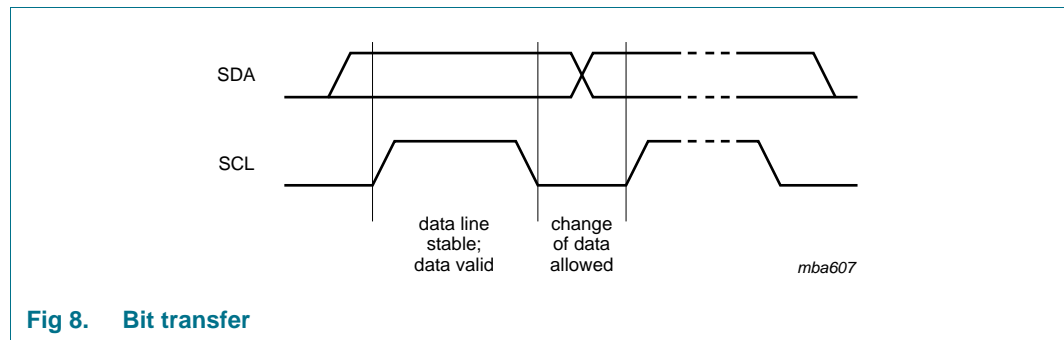 SDA
SCL
data line
stable;
data valid
change
of data
allowed
mba607
Fig 8. Bit transfer